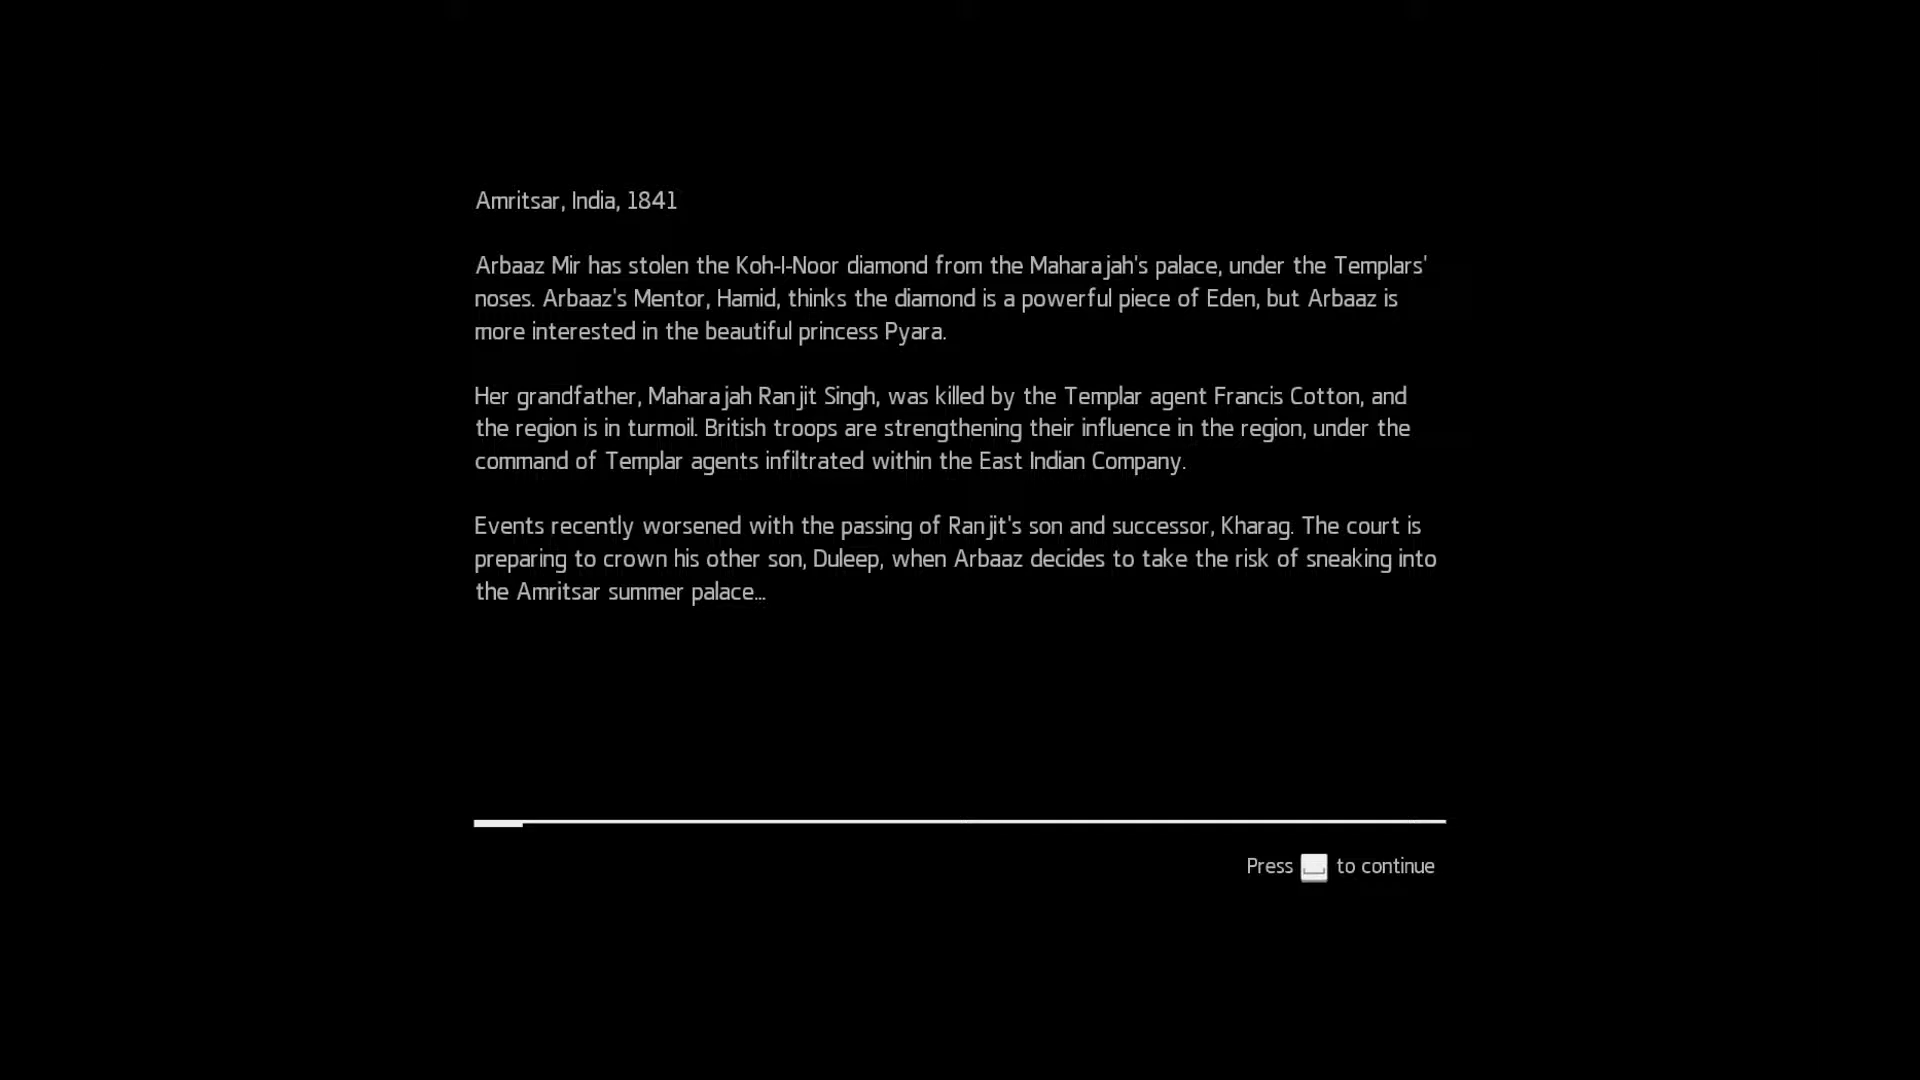 Amritsar, India, 1841
Arbaaz Mir has stolen the Koh-I-Noor diamond from the Maharajah's palace, under the Templars'
noses. Arbaaz's Mentor, Hamid, thinks the diamond is a powerful piece of Eden, but Arbaaz is
more interested in the beautiful princess Pyara.
Her grandfather, Maharajah Ranjit Singh, was killed by the Templar agent Francis Cotton, and
the region is in turmoil. British troops are strengthening their influence in the region, under the
command of Templar agents infiltrated within the East Indian Company.
Events recently worsened with the passing of Ranjit's son and successor, Kharag. The court is
preparing to crown his other son, Duleep, when Arbaaz decides to take the risk of sneaking into
the Amritsar summer palace...
Press to continue